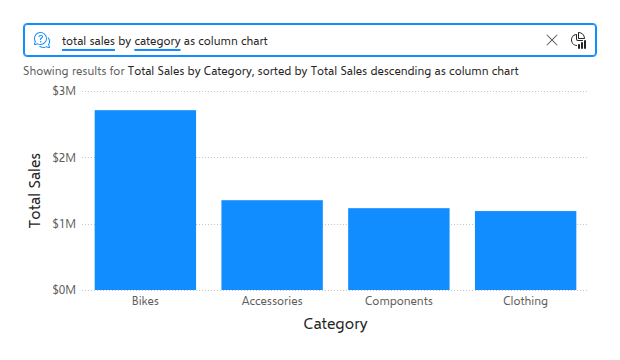 total sales by category as column chart
Showing results for Total Sales by Category, sorted by Total Sales descending as column chart
$3M
$2M
$1M
$0M
Total Sales
Bikes Accessories Components Clothing
Category